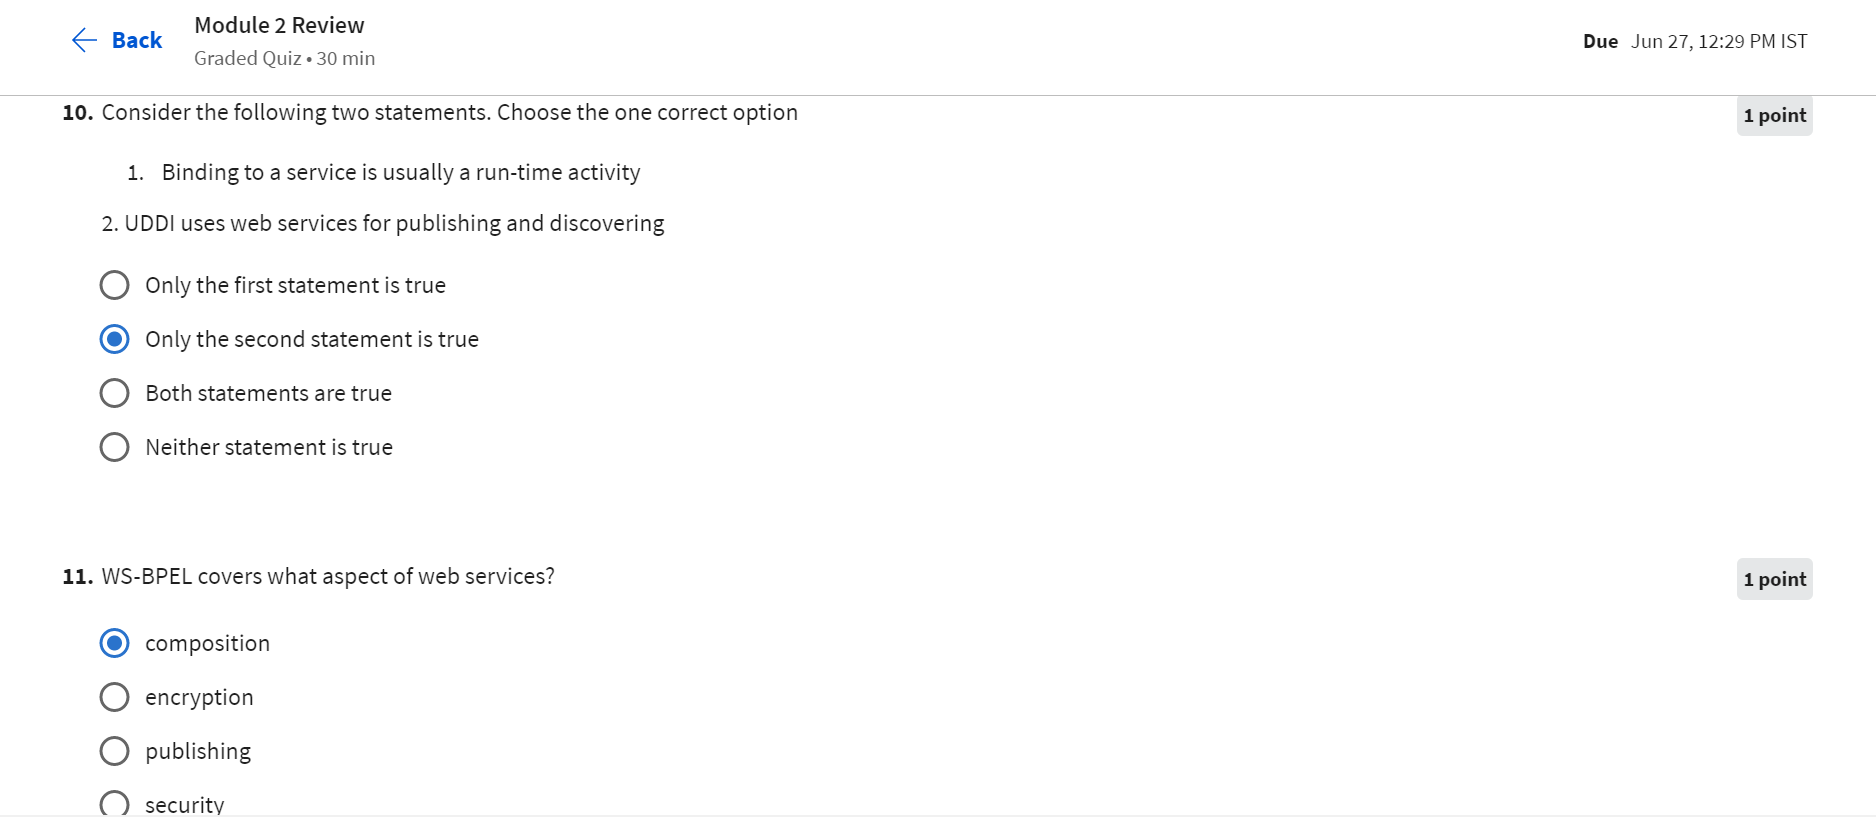 Back
Module 2 Review
Graded Quiz • 30 min
Due Jun 27, 12:29 PM IST
10. Consider the following two statements. Choose the one correct option
1 point
1. Binding to a service is usually a run-time activity
2. UDDI uses web services for publishing and discovering
Only the first statement is true
Only the second statement is true
Both statements are true
Neither statement is true
11. WS-BPEL covers what aspect of web services?
1 point
composition
encryption
publishing
security